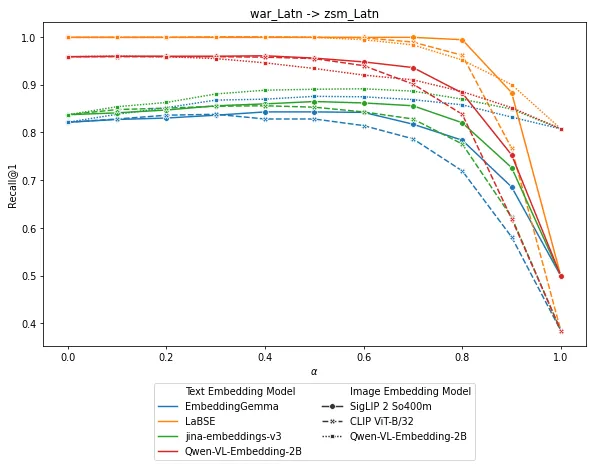 war_Latn -> zsm_Latn
1.0
0.9
0.8
0.7
0.6
0.5
0.4
Recall@1
0.0
0.2
0.4
0.6
0.8
1.0
α
Text Embedding Model
EmbeddingGemma
LaBSE
jina-embeddings-v3
Qwen-VL-Embedding-2B
Image Embedding Model
SigLIP 2 So400m
CLIP ViT-B/32
Qwen-VL-Embedding-2B